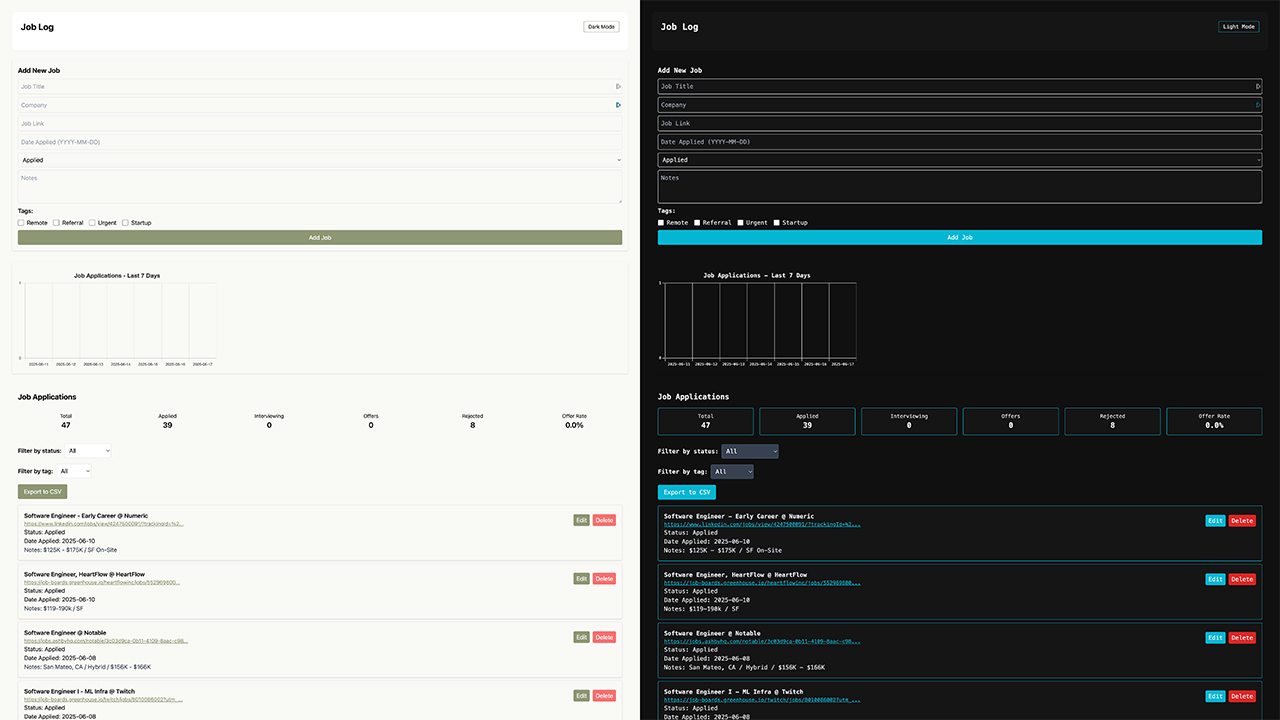 Job Log
Dark Mode
Add New Job
Job Title
Company
Job Link
Date Applied (YYYY-MM-DD)
Applied
Notes
Tags:
Remote Referral Urgent Startup
Add Job
Job Applications - Last 7 Days
1
0
2025-06-11 2025-06-12 2025-06-13 2025-06-14 2025-06-15 2025-06-16 2025-06-17
Job Applications
Total Applied Interviewing Offers Rejected Offer Rate
47 39 0 0 8 0.0%
Filter by status: All
Filter by tag: All
Export to CSV
Software Engineer - Early Career @ Numeric
https://www.linkedin.com/jobs/view/4247500091/?trackingId=%2...
Status: Applied
Date Applied: 2025-06-10
Notes: $125K - $175K / SF On-Site
Edit Delete
Software Engineer, HeartFlow @ HeartFlow
https://job-boards.greenhouse.io/heartflowinc/jobs/552969800...
Status: Applied
Date Applied: 2025-06-10
Notes: $119-190k / SF
Edit Delete
Software Engineer @ Notable
https://jobs.ashbyhq.com/notable/3c03d9ca-0b11-4109-8aac-c98...
Status: Applied
Date Applied: 2025-06-08
Notes: San Mateo, CA / Hybrid / $156K - $166K
Edit Delete
Software Engineer I - ML Infra @ Twitch
https://job-boards.greenhouse.io/twitch/jobs/8010086002?utm_...
Status: Applied
Date Applied: 2025-06-08
Edit Delete
Job Log
Light Mode
Add New Job
Job Title
Company
Job Link
Date Applied (YYYY-MM-DD)
Applied
Notes
Tags:
Remote Referral Urgent Startup
Add Job
Job Applications - Last 7 Days
1
0
2025-06-11 2025-06-12 2025-06-13 2025-06-14 2025-06-15 2025-06-16 2025-06-17
Job Applications
Total Applied Interviewing Offers Rejected Offer Rate
47 39 0 0 8 0.0%
Filter by status: All
Filter by tag: All
Export to CSV
Software Engineer - Early Career @ Numeric
https://www.linkedin.com/jobs/view/4247500091/?trackingId=%2...
Status: Applied
Date Applied: 2025-06-10
Notes: $125K - $175K / SF On-Site
Edit Delete
Software Engineer, HeartFlow @ HeartFlow
https://job-boards.greenhouse.io/heartflowinc/jobs/552969800...
Status: Applied
Date Applied: 2025-06-10
Notes: $119-190k / SF
Edit Delete
Software Engineer @ Notable
https://jobs.ashbyhq.com/notable/3c03d9ca-0b11-4109-8aac-c98...
Status: Applied
Date Applied: 2025-06-08
Notes: San Mateo, CA / Hybrid / $156K - $166K
Edit Delete
Software Engineer I - ML Infra @ Twitch
https://job-boards.greenhouse.io/twitch/jobs/8010086002?utm_...
Status: Applied
Date Applied: 2025-06-08
Edit Delete